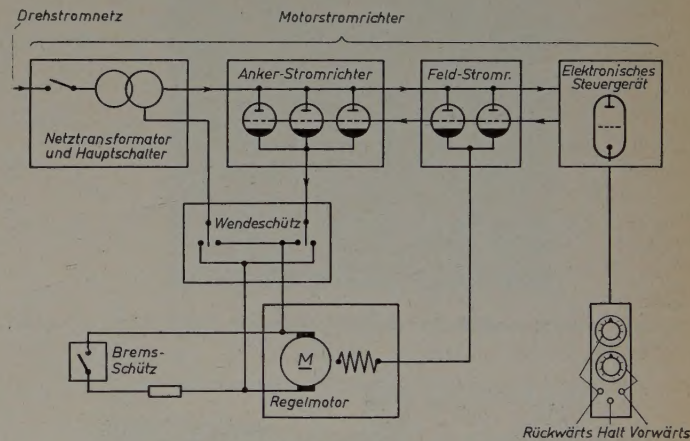 Drehstromnetz
Motorstromrichter
Netztransformator
und Hauptschalter
Anker-Stromrichter
Feld-Stromr.
Elektronisches
Steuergerät
Wendeschütz
Brems-
Schütz
M
Regelmotor
Rückwärts Halt Vorwärts